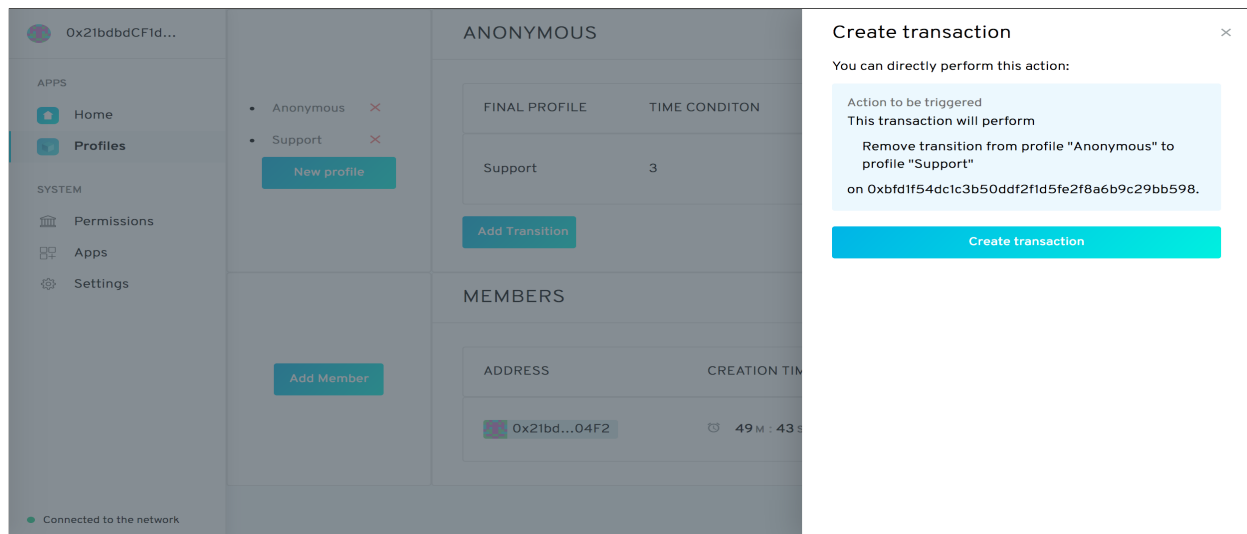 0x21bdbdCF1d...
APPS
Home
Profiles
SYSTEM
Permissions
Apps
Settings
Connected to the network
Anonymous
Support
New profile
Add Member
ANONYMOUS
FINAL PROFILE TIME CONDITON
Support 3
Add Transition
MEMBERS
ADDRESS CREATION TIM
0x21bd...04F2 49 M : 43 S
Create transaction
You can directly perform this action:
Action to be triggered
This transaction will perform
Remove transition from profile "Anonymous" to
profile "Support"
on 0xbfd1f54dc1c3b50ddf2f1d5fe2f8a6b9c29bb598.
Create transaction